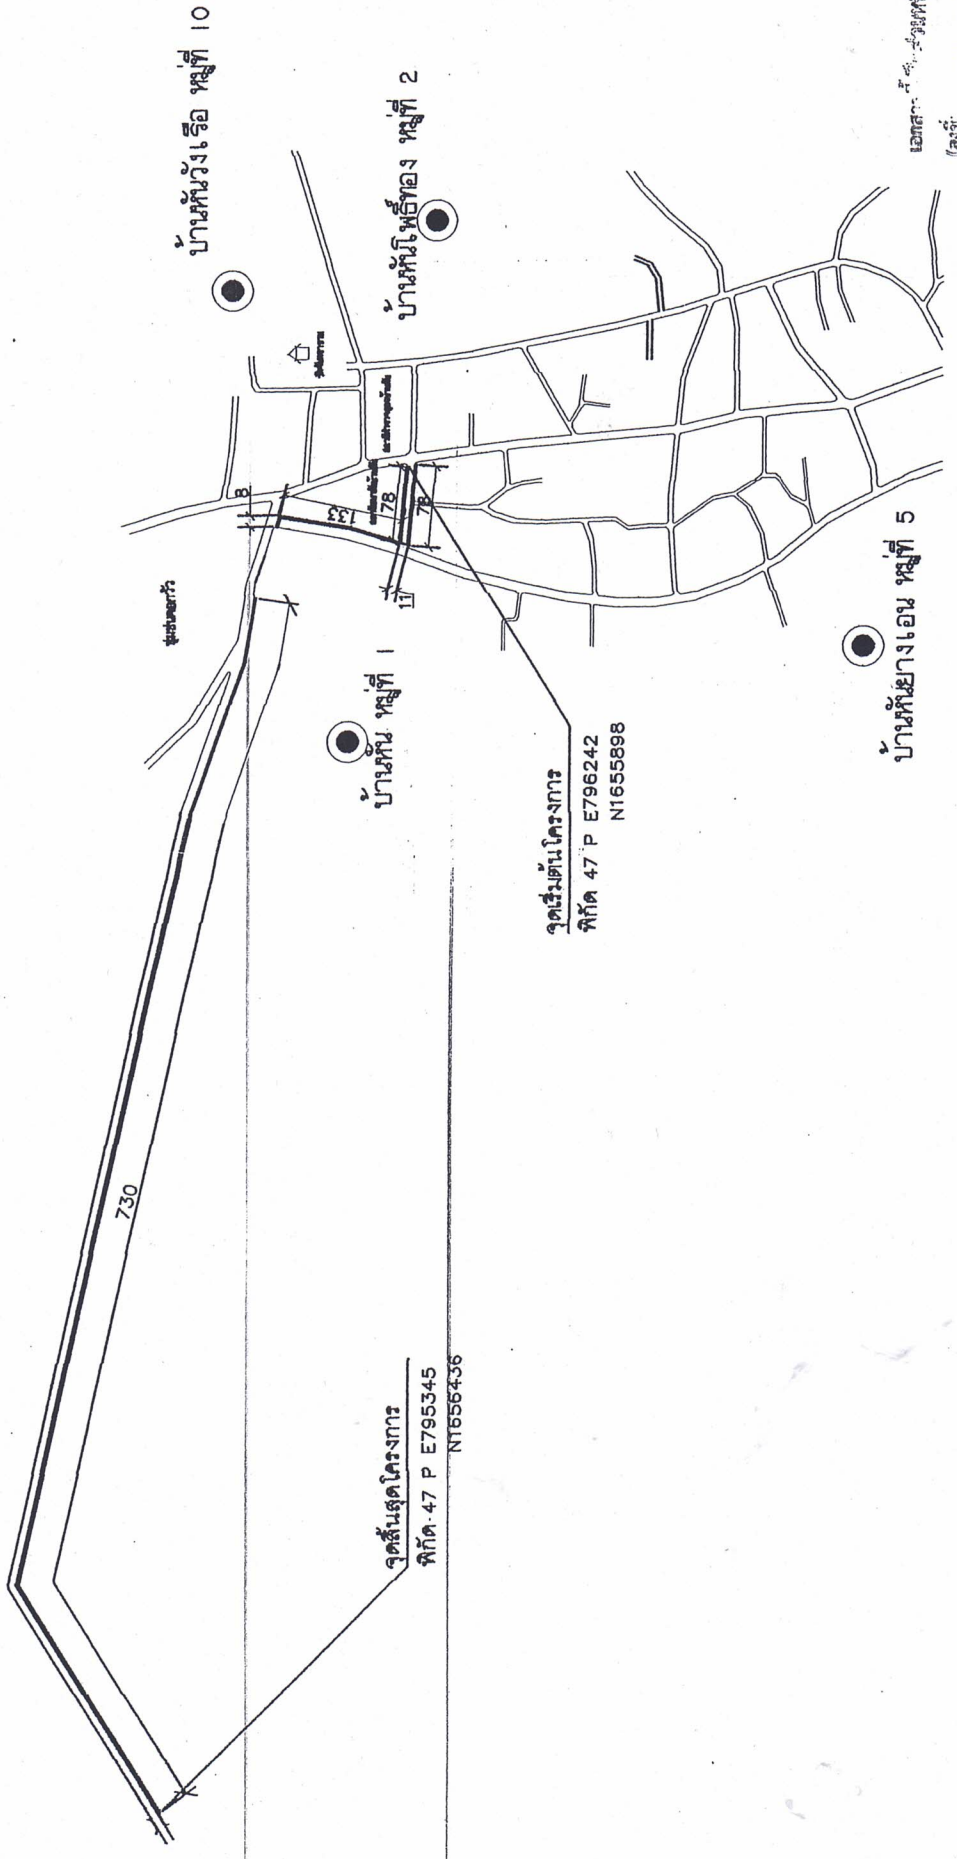 บ้านหันวังเรือ หมู่ที่ 10
บ้านหันโพธิ์ทอง หมู่ที่ 2
8
133
78
78
11
บ้านหัน หมู่ที่ 1
บ้านหันยางเอน หมู่ที่ 5
730
จุดเริ่มต้นโครงการ
พิกัด 47 P E796242
N1655898
จุดสิ้นสุดโครงการ
พิกัด 47 P E795345
N1656436